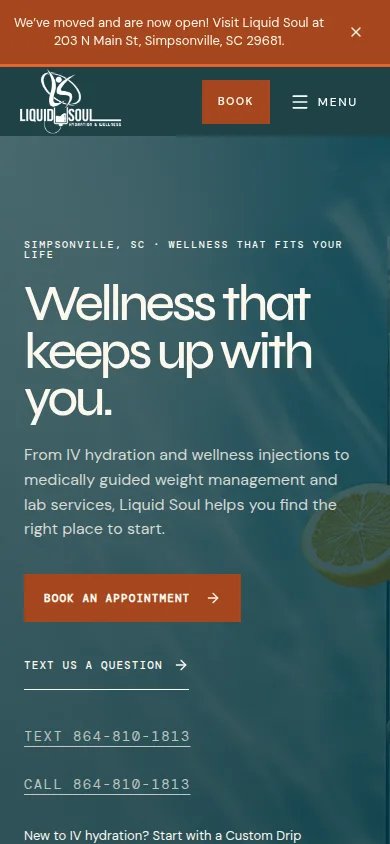 We've moved and are now open! Visit Liquid Soul at
203 N Main St, Simpsonville, SC 29681.
LIQUID SOUL
HYDRATION & WELLNESS
BOOK
MENU
SIMPSONVILLE, SC · WELLNESS THAT FITS YOUR
LIFE
Wellness that
keeps up with
you.
From IV hydration and wellness injections to
medically guided weight management and
lab services, Liquid Soul helps you find the
right place to start.
BOOK AN APPOINTMENT
TEXT US A QUESTION
TEXT 864-810-1813
CALL 864-810-1813
New to IV hydration? Start with a Custom Drip